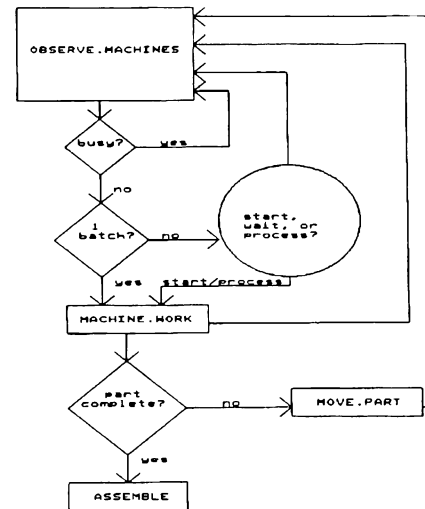 OBSERVE.MACHINES
busy?
yes
no
1
batch?
no
start,
wait, or
process?
yes
start/process
MACHINE.WORK
part
complete?
no
MOVE.PART
yes
ASSEMBLE